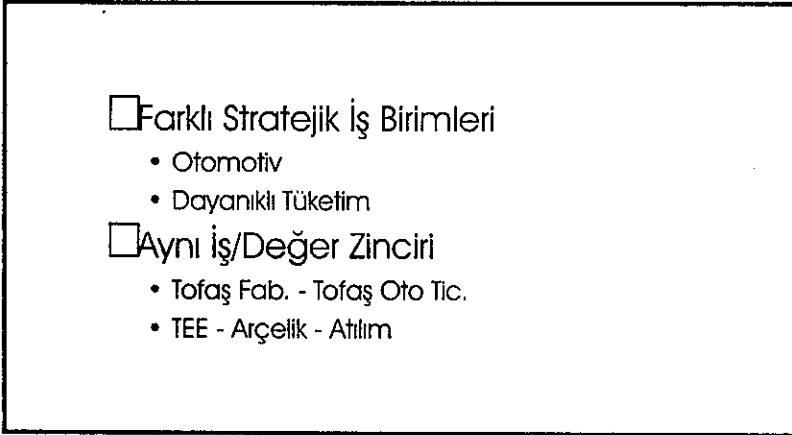 □Farklı Stratejik İş Birimleri
• Otomotiv
• Dayanıklı Tüketim
□Aynı İş/Değer Zinciri
• Tofaş Fab. - Tofaş Oto Tic.
• TEE - Arçelik - Atılım